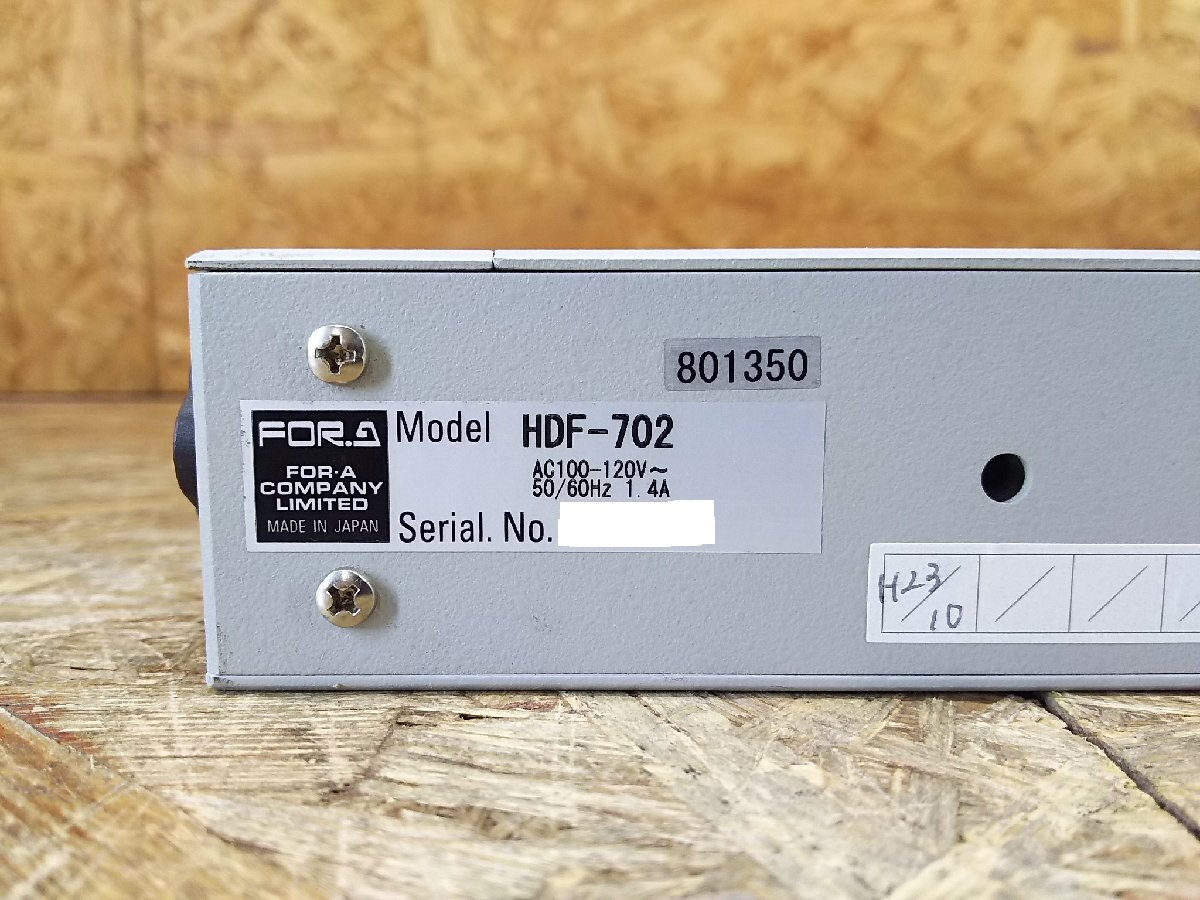 801350
FOR.A
FOR·A
COMPANY
LIMITED
MADE IN JAPAN
Model HDF-702
AC100-120V~
50/60Hz 1.4A
Serial. No.
H23/10